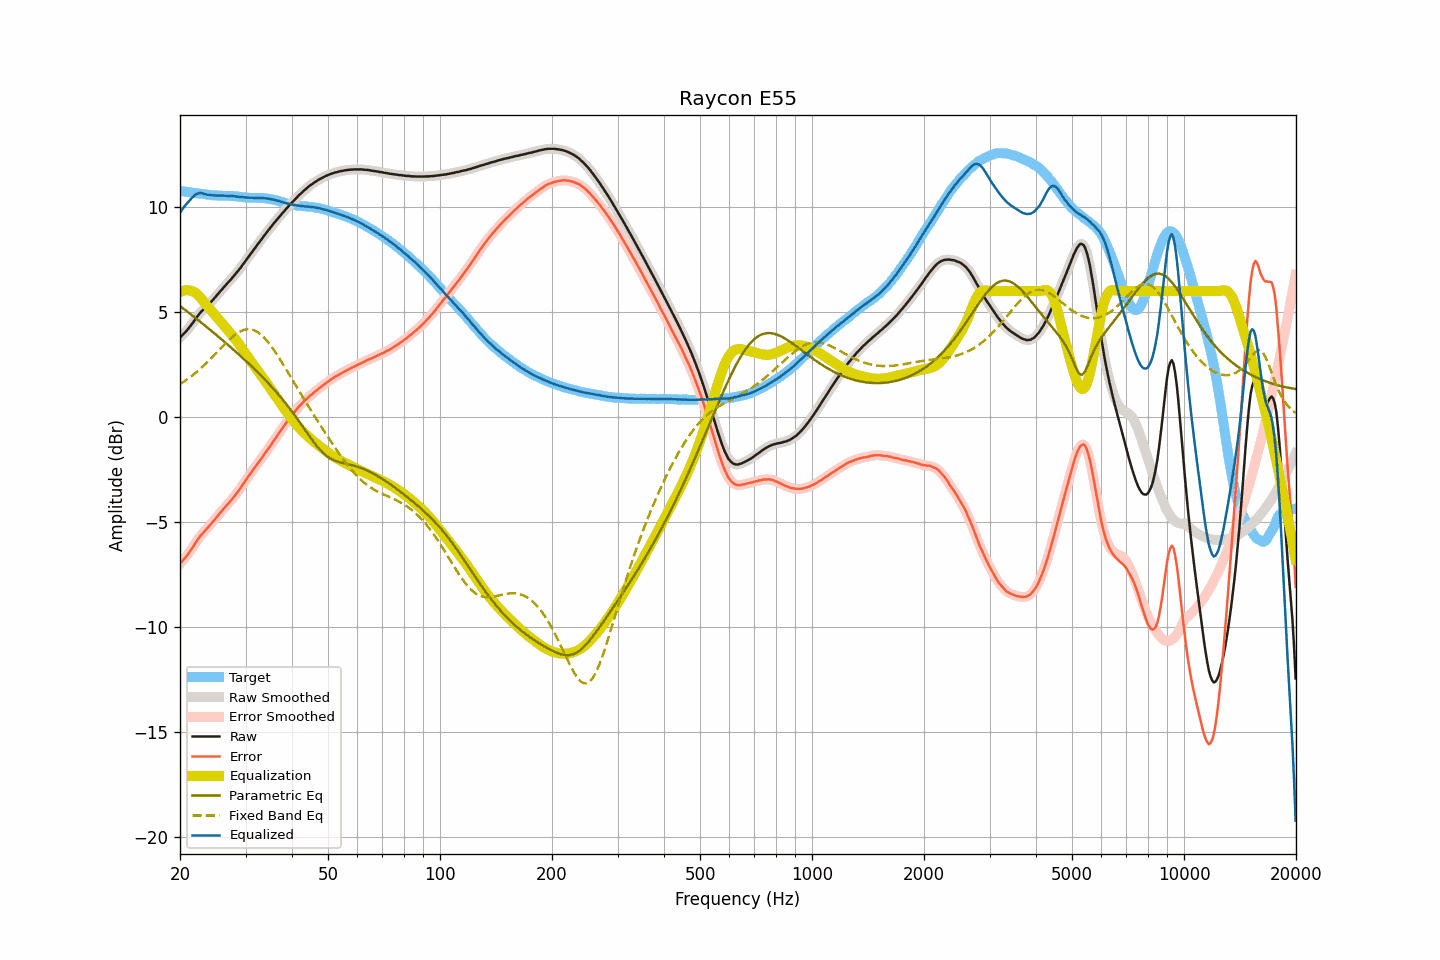 Raycon E55
10
5
0
−5
−10
−15
−20
Amplitude (dBr)
Target
Raw Smoothed
Error Smoothed
Raw
Error
Equalization
Parametric Eq
Fixed Band Eq
Equalized
20 50 100 200 500 1000 2000 5000 10000 20000
Frequency (Hz)